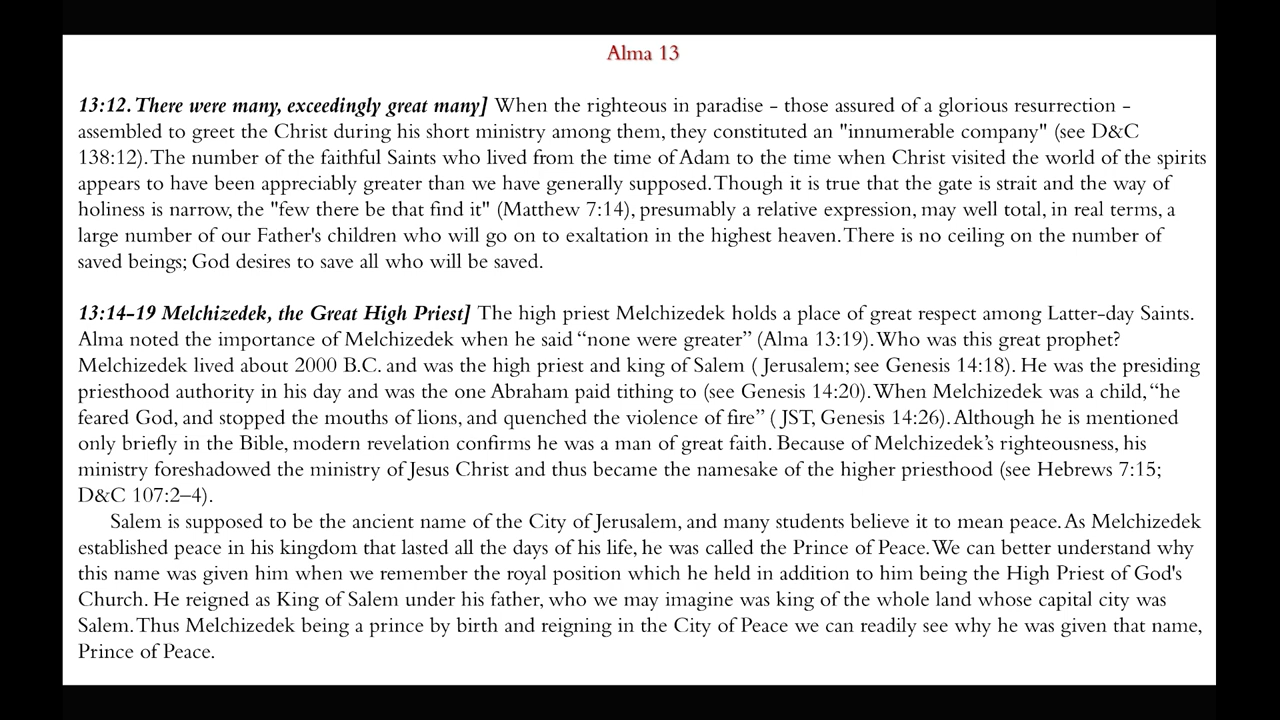 Alma 13
13:12. There were many, exceedingly great many] When the righteous in paradise - those assured of a glorious resurrection -
assembled to greet the Christ during his short ministry among them, they constituted an "innumerable company" (see D&C
138:12). The number of the faithful Saints who lived from the time of Adam to the time when Christ visited the world of the spirits
appears to have been appreciably greater than we have generally supposed. Though it is true that the gate is strait and the way of
holiness is narrow, the "few there be that find it" (Matthew 7:14), presumably a relative expression, may well total, in real terms, a
large number of our Father's children who will go on to exaltation in the highest heaven. There is no ceiling on the number of
saved beings; God desires to save all who will be saved.
13:14-19 Melchizedek, the Great High Priest] The high priest Melchizedek holds a place of great respect among Latter-day Saints.
Alma noted the importance of Melchizedek when he said “none were greater” (Alma 13:19). Who was this great prophet?
Melchizedek lived about 2000 B.C. and was the high priest and king of Salem ( Jerusalem; see Genesis 14:18). He was the presiding
priesthood authority in his day and was the one Abraham paid tithing to (see Genesis 14:20). When Melchizedek was a child, “he
feared God, and stopped the mouths of lions, and quenched the violence of fire” ( JST, Genesis 14:26). Although he is mentioned
only briefly in the Bible, modern revelation confirms he was a man of great faith. Because of Melchizedek’s righteousness, his
ministry foreshadowed the ministry of Jesus Christ and thus became the namesake of the higher priesthood (see Hebrews 7:15;
D&C 107:2–4).
Salem is supposed to be the ancient name of the City of Jerusalem, and many students believe it to mean peace. As Melchizedek
established peace in his kingdom that lasted all the days of his life, he was called the Prince of Peace. We can better understand why
this name was given him when we remember the royal position which he held in addition to him being the High Priest of God's
Church. He reigned as King of Salem under his father, who we may imagine was king of the whole land whose capital city was
Salem. Thus Melchizedek being a prince by birth and reigning in the City of Peace we can readily see why he was given that name,
Prince of Peace.